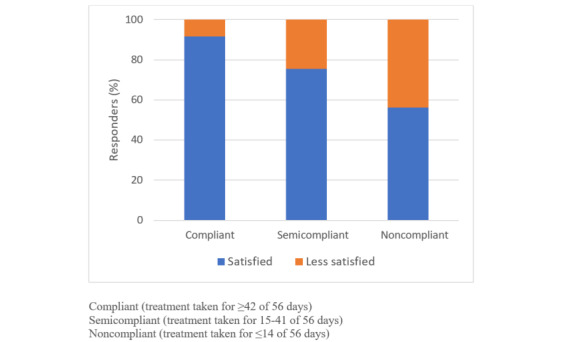 100
80
60
40
20
0
Responders (%)
Compliant Semicompliant Noncompliant
Satisfied Less satisfied
Compliant (treatment taken for ≥42 of 56 days)
Semicompliant (treatment taken for 15-41 of 56 days)
Noncompliant (treatment taken for ≤14 of 56 days)